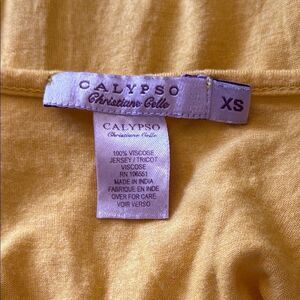 CALYPSO
Christiane Celle
XS
CALYPSO
Christiane Celle
100% VISCOSE
JERSEY / TRICOT
VISCOSE
RN 106551
MADE IN INDIA
FABRIQUE EN INDE
OVER FOR CARE
VOIR VERSO